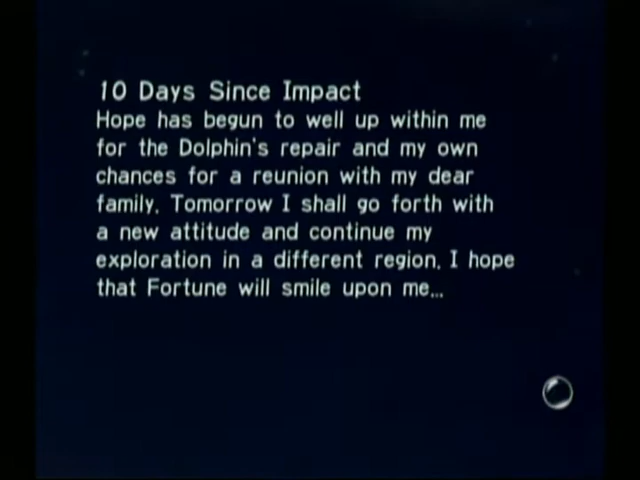 10 Days Since Impact
Hope has begun to well up within me
for the Dolphin's repair and my own
chances for a reunion with my dear
family. Tomorrow I shall go forth with
a new attitude and continue my
exploration in a different region. I hope
that Fortune will smile upon me...